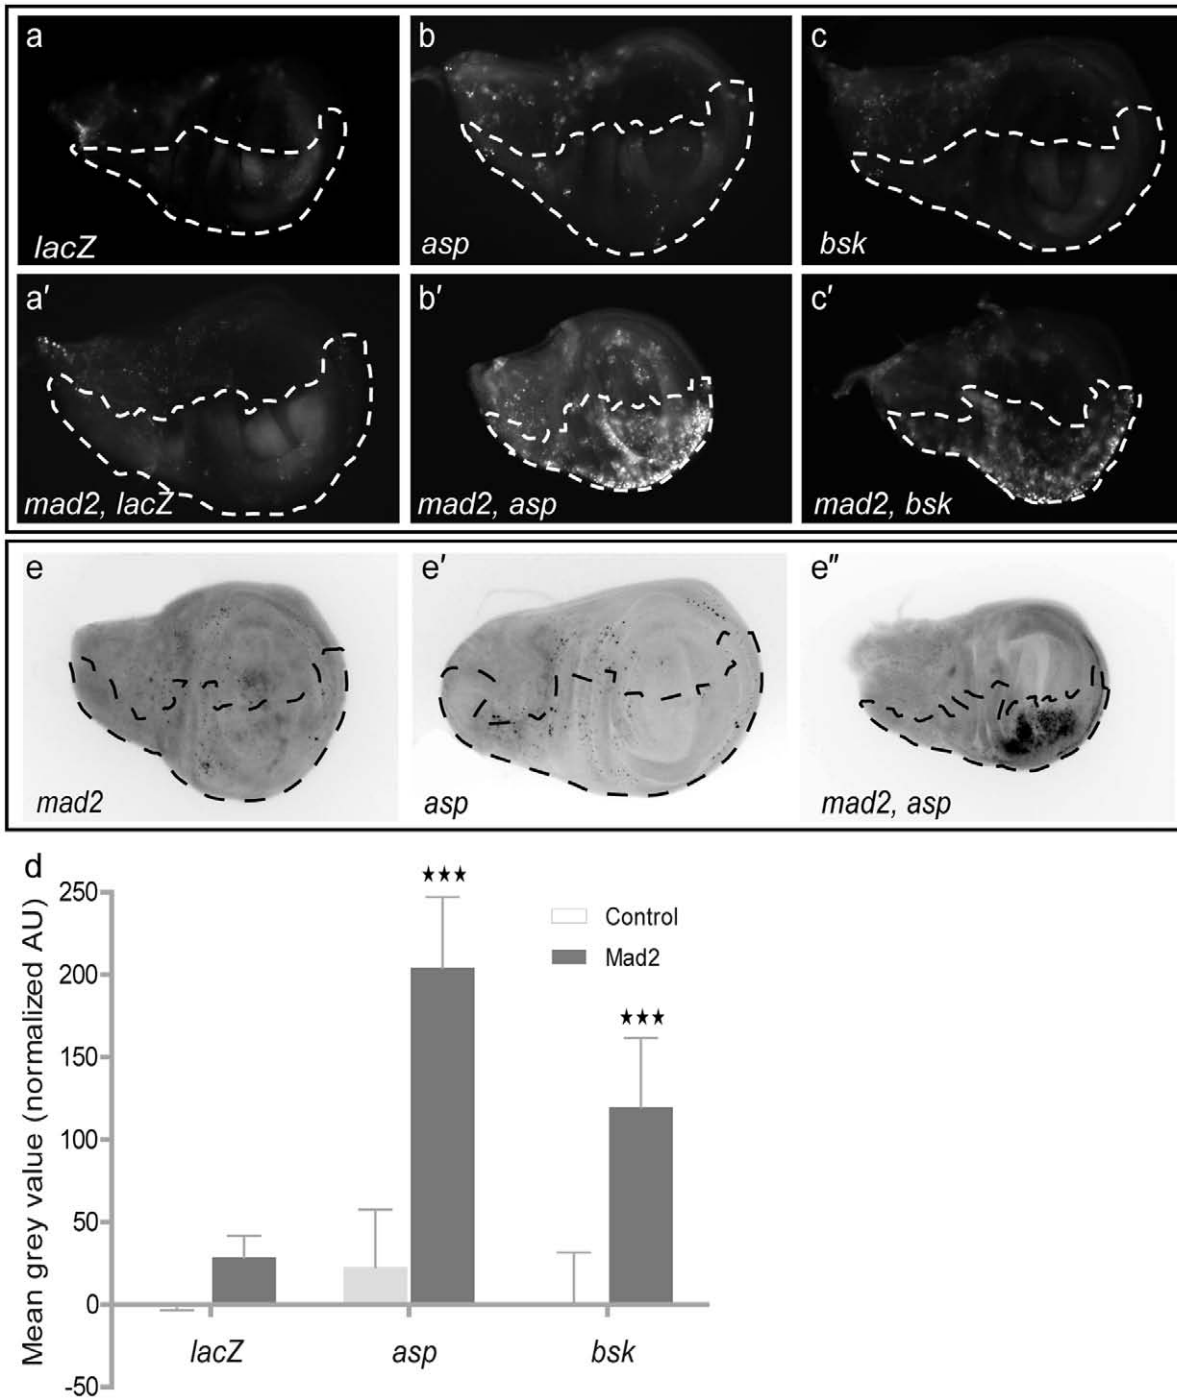 a
b
c
lacZ
asp
bsk
a′
b′
c′
mad2, lacZ
mad2, asp
mad2, bsk
e
e′
e″
mad2
asp
mad2, asp
d
★★★
★★★
Control
Mad2
Mean grey value (normalized AU)
250
200
150
100
50
0
-50
lacZ
asp
bsk